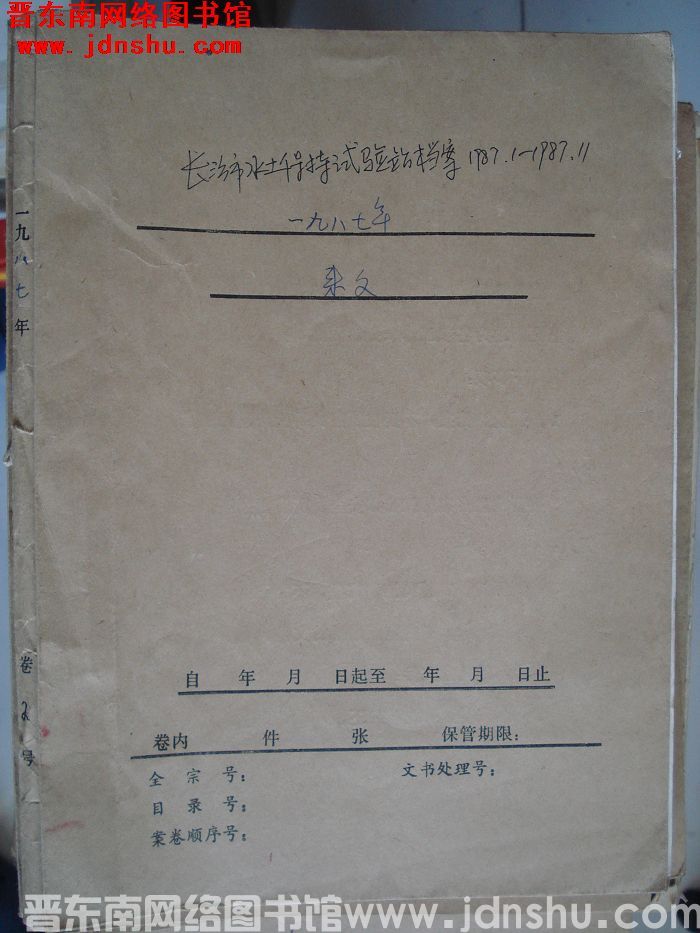 晋东南网络图书馆
www.jdnshu.com
长治市水土保持试验站档案 1987.1-1987.11
一九八七年
来文
一九八七年
卷2号
自 年 月 日起至 年 月 日止
卷内 件 张 保管期限：
全宗号： 文书处理号：
目录号：
案卷顺序号：
晋东南网络图书馆www.jdnshu.com